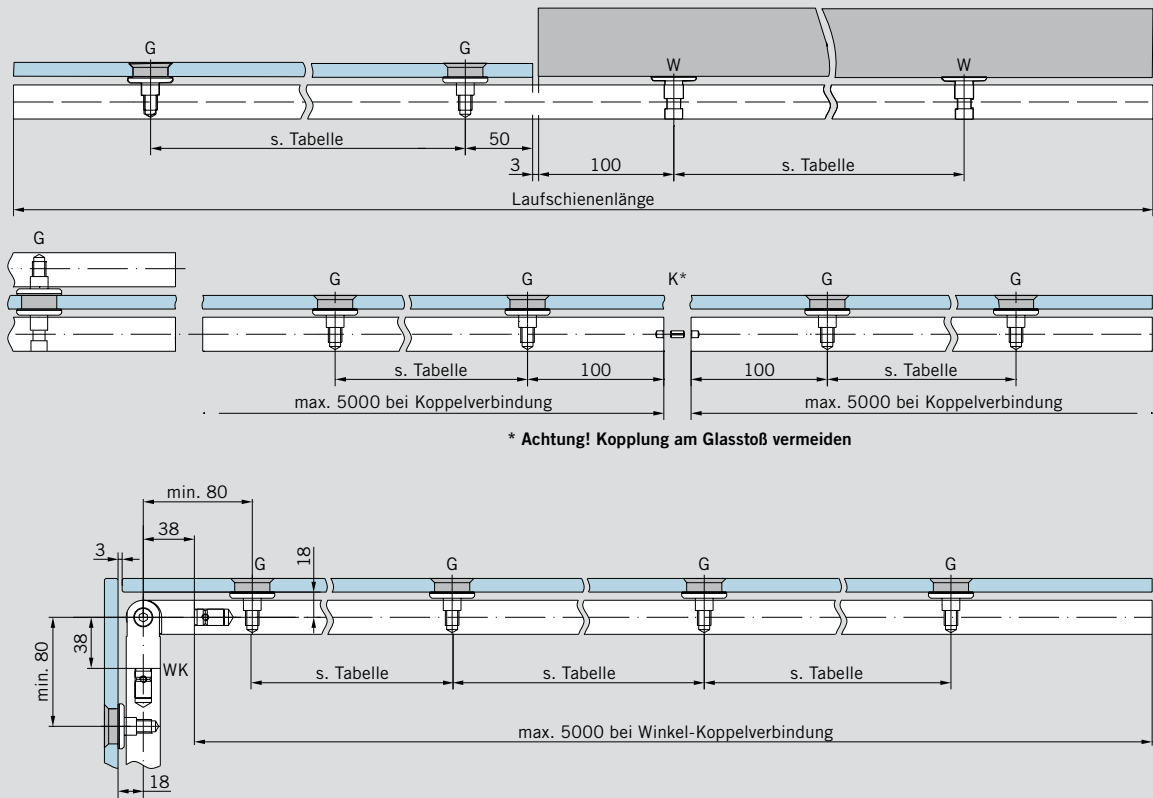 G
G
W
W
s. Tabelle
50
3
100
s. Tabelle
Laufschienenlänge
G
G
G
K*
G
G
s. Tabelle
100
100
s. Tabelle
max. 5000 bei Koppelverbindung
max. 5000 bei Koppelverbindung
* Achtung! Kopplung am Glasstoß vermeiden
min. 80
38
3
18
G
G
G
G
min. 80
38
WK
s. Tabelle
s. Tabelle
s. Tabelle
max. 5000 bei Winkel-Koppelverbindung
18